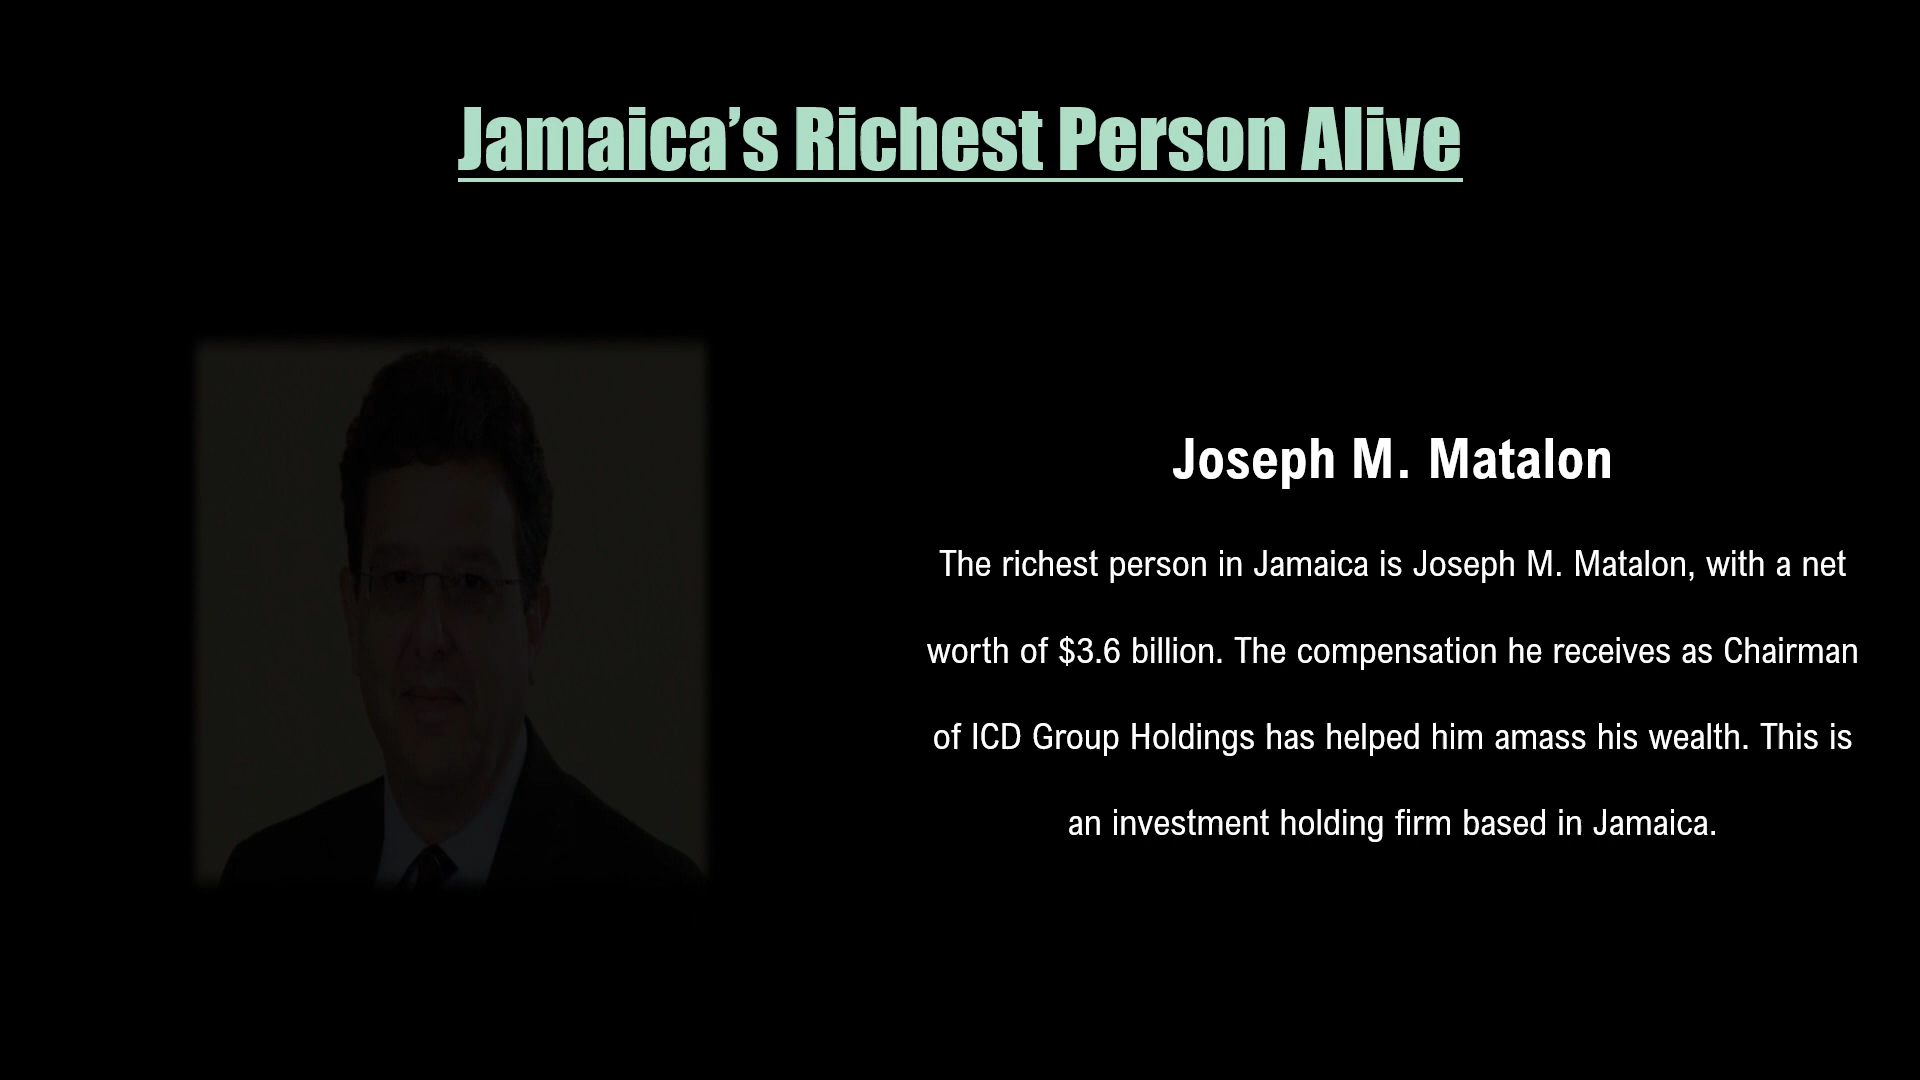 Jamaica’s Richest Person Alive
Joseph M. Matalon
The richest person in Jamaica is Joseph M. Matalon, with a net
worth of $3.6 billion. The compensation he receives as Chairman
of ICD Group Holdings has helped him amass his wealth. This is
an investment holding firm based in Jamaica.